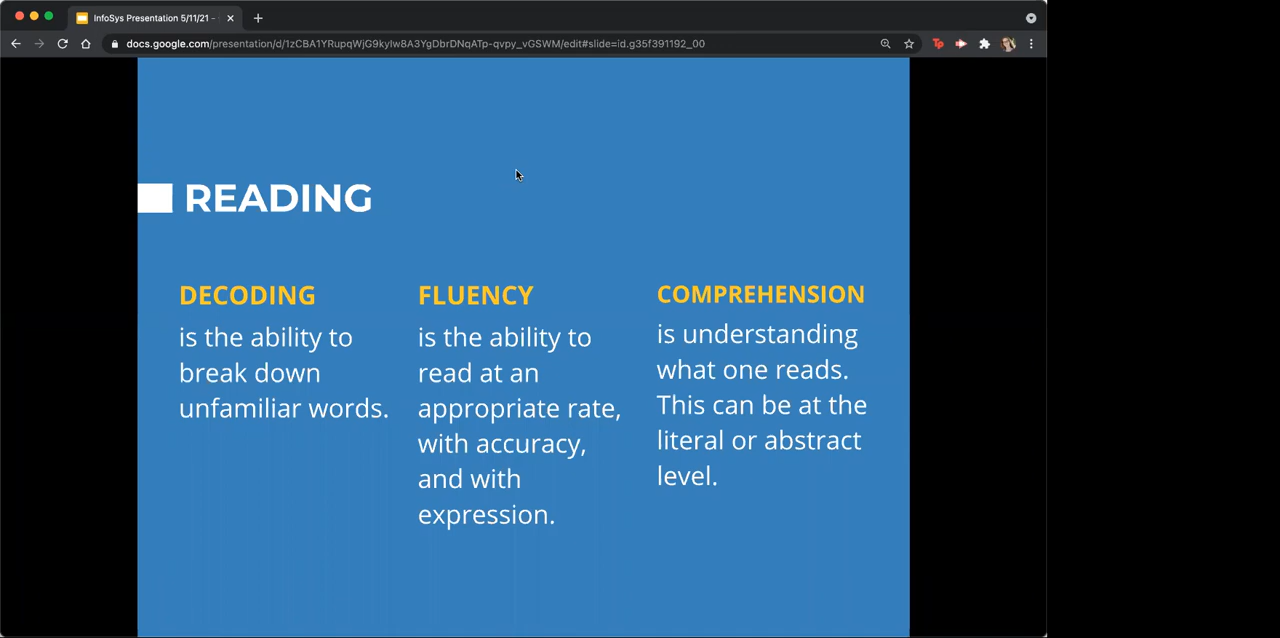 InfoSys Presentation 5/11/21 -
docs.google.com/presentation/d/1zCBA1YRupqWjG9kyIw8A3YgDbrDNqATp-qvpy_vGSWM/edit#slide=id.g35f391192_00
READING
DECODING
is the ability to
break down
unfamiliar words.
FLUENCY
is the ability to
read at an
appropriate rate,
with accuracy,
and with
expression.
COMPREHENSION
is understanding
what one reads.
This can be at the
literal or abstract
level.